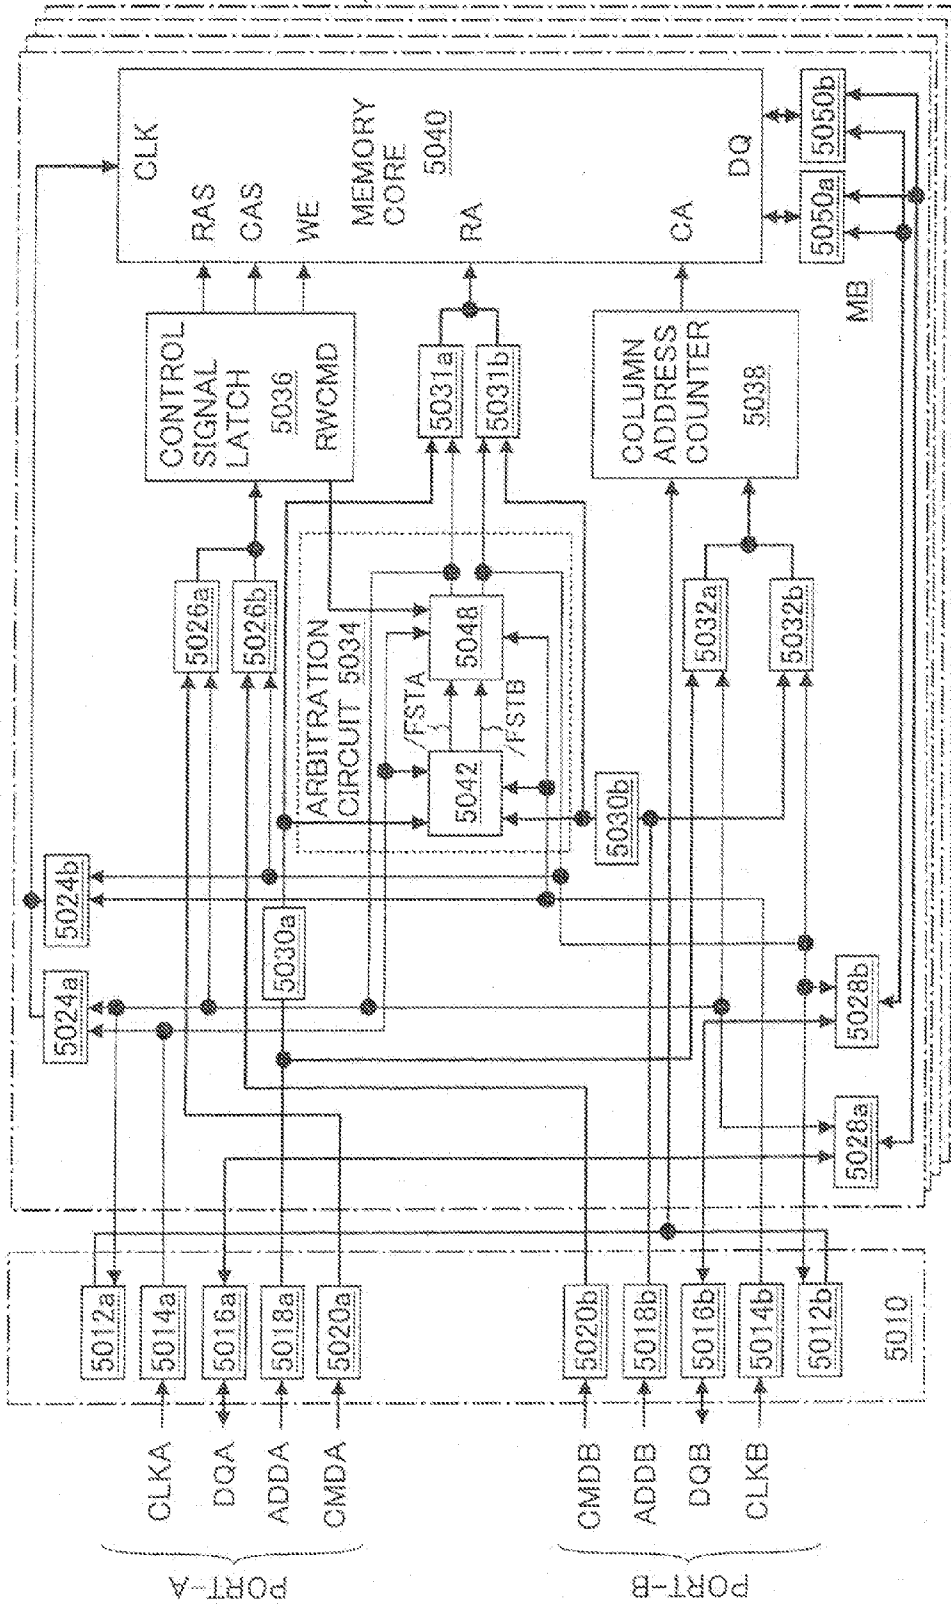 PORT-A
CLKA
DQA
ADDA
CMDA
PORT-B
CMDB
ADDB
DQB
CLKB
5012a
5014a
5016a
5018a
5020a
5020b
5018b
5016b
5014b
5012b
5010
5024a
5024b
5030a
5030b
5028a
5028b
5026a
5026b
ARBITRATION
CIRCUIT 5034
/FSTA
/FSTB
5042
5048
5032a
5032b
CONTROL
SIGNAL
LATCH
5036
RWCMD
5031a
5031b
COLUMN
ADDRESS
COUNTER
5038
CLK
RAS
CAS
WE
MEMORY
CORE
5040
RA
CA
DQ
5050a
5050b
MB